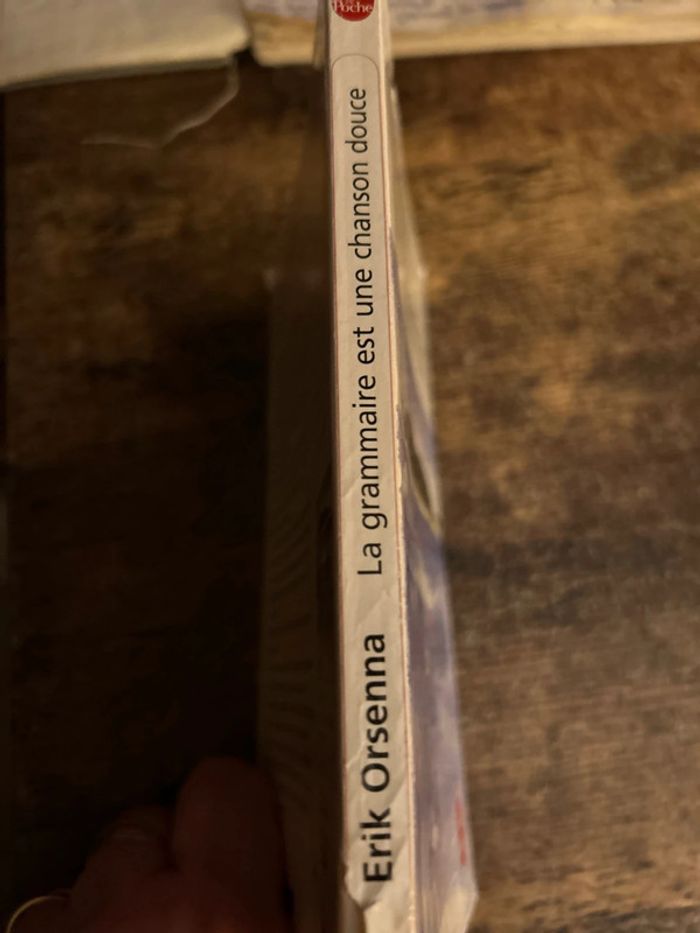 Poche
Erik Orsenna La grammaire est une chanson douce